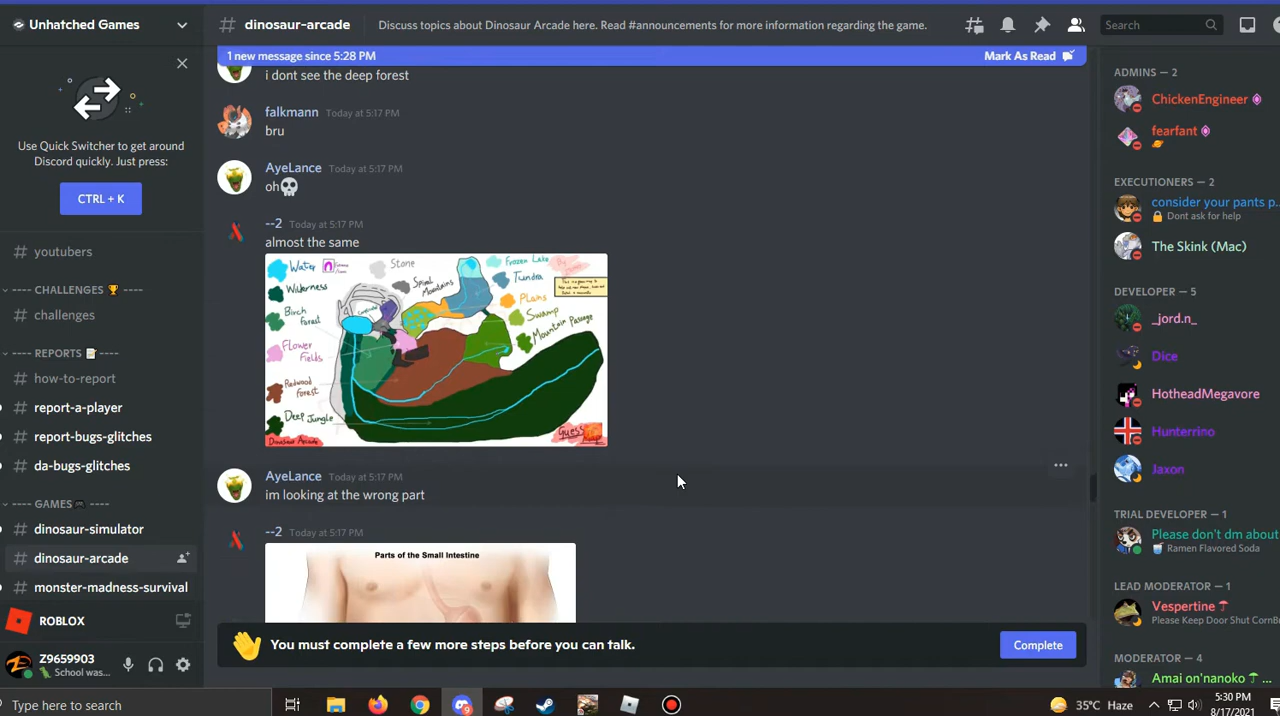 Unhatched Games
# dinosaur-arcade
Discuss topics about Dinosaur Arcade here. Read #announcements for more information regarding the game.
Search
1 new message since 5:28 PM
Mark As Read
Use Quick Switcher to get around
Discord quickly. Just press:
CTRL + K
# youtubers
---- CHALLENGES 🏆 ----
# challenges
---- REPORTS 📝----
# how-to-report
# report-a-player
# report-bugs-glitches
# da-bugs-glitches
---- GAMES🎮 ----
# dinosaur-simulator
# dinosaur-arcade
# monster-madness-survival
ROBLOX
Z9659903
School was...
i dont see the deep forest
falkmann Today at 5:17 PM
bru
AyeLance Today at 5:17 PM
oh💀
--2 Today at 5:17 PM
almost the same
Water
Wilderness
Birch
forest
Flower
Fields
Redwood
forest
Deep Jungle
Dinosaur Arcade
Stone
Spiral
Mountains
Frozen Lake
Tundra
Plans
Swamp
Mountain Passage
Guess
Map
AyeLance Today at 5:17 PM
im looking at the wrong part
--2 Today at 5:17 PM
Parts of the Small Intestine
You must complete a few more steps before you can talk.
Complete
ADMINS — 2
ChickenEngineer
fearfant
EXECUTIONERS — 2
consider your pants p...
Dont ask for help
The Skink (Mac)
DEVELOPER — 5
_jord.n_
Dice
HotheadMegavore
Hunterrino
Jaxon
TRIAL DEVELOPER — 1
Please don't dm about
Ramen Flavored Soda
LEAD MODERATOR — 1
Vespertine
Please Keep Door Shut CornB
MODERATOR — 4
Amai on'nanoko ...
Type here to search
9
35°C Haze
5:30 PM
8/17/2021